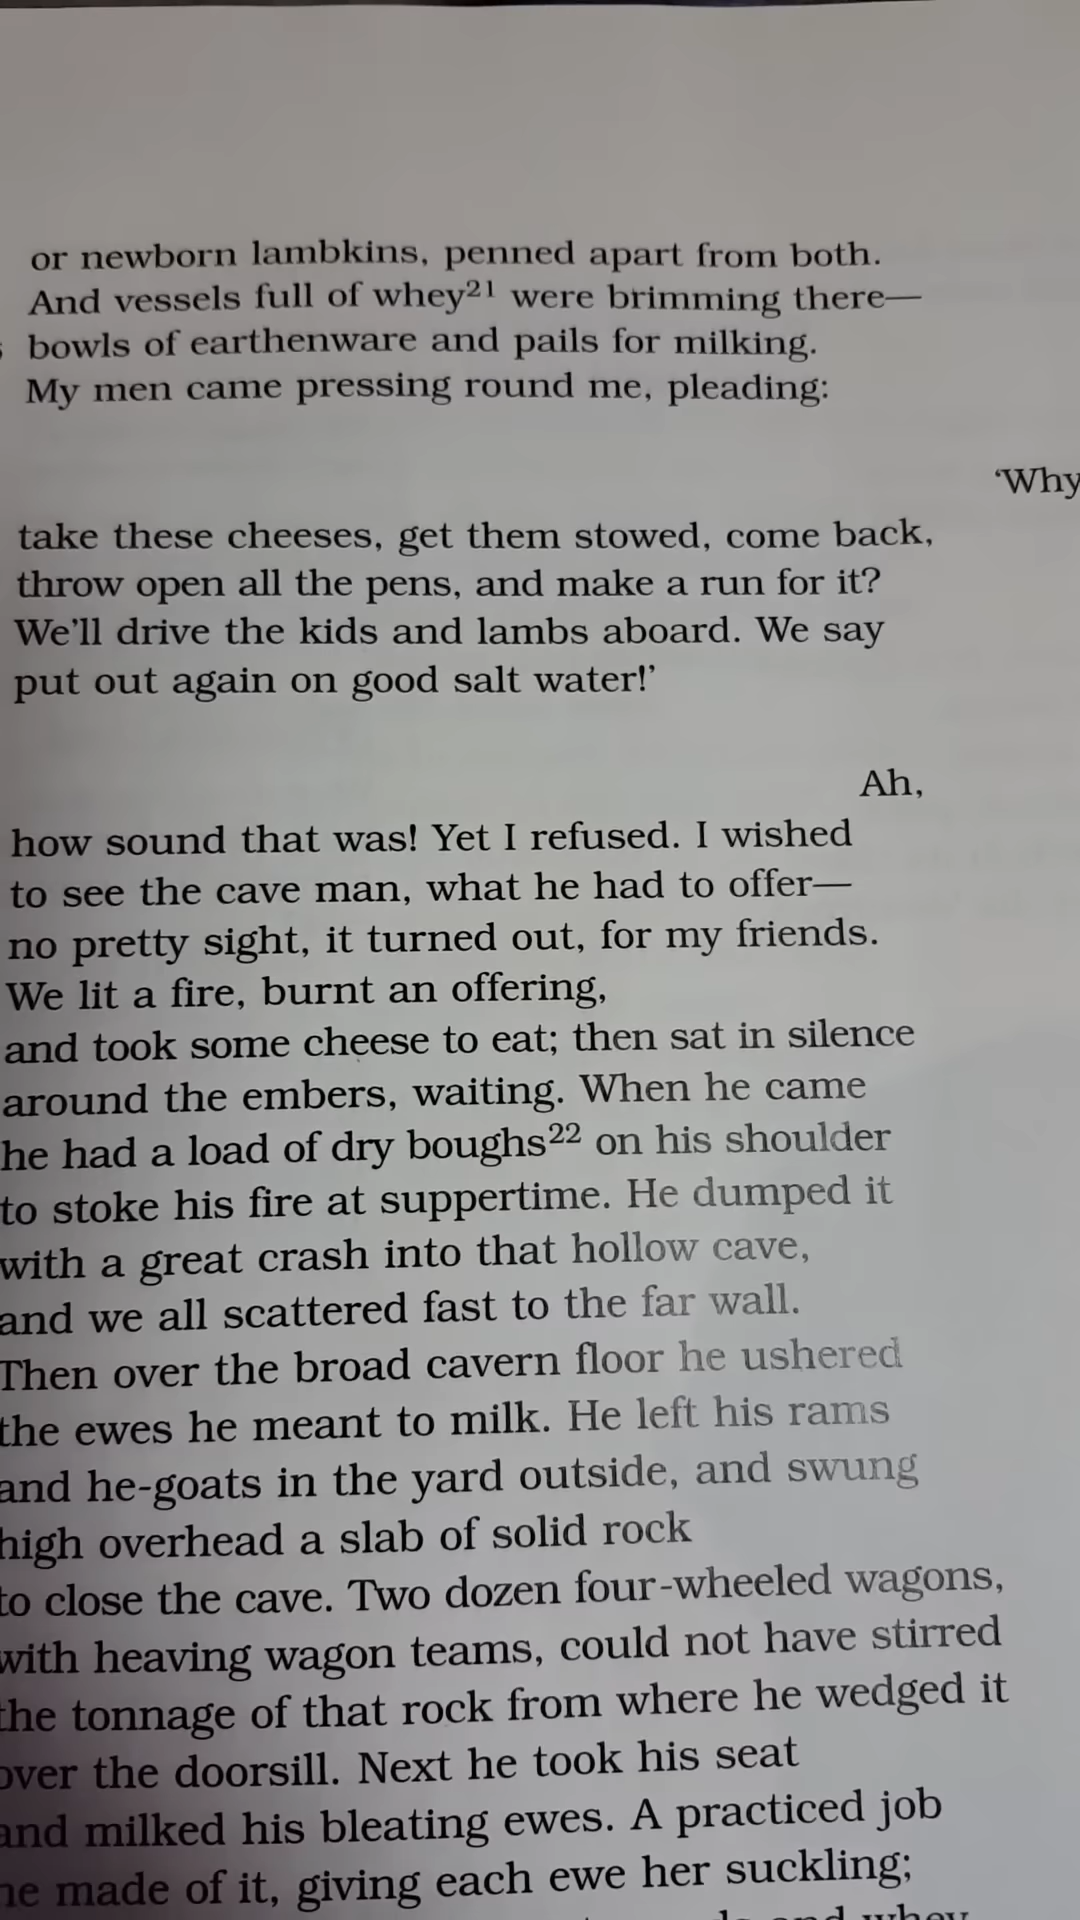 or newborn lambkins, penned apart from both.
And vessels full of whey21 were brimming there—
bowls of earthenware and pails for milking.
My men came pressing round me, pleading:
‘Why
take these cheeses, get them stowed, come back,
throw open all the pens, and make a run for it?
We’ll drive the kids and lambs aboard. We say
put out again on good salt water!’
Ah,
how sound that was! Yet I refused. I wished
to see the cave man, what he had to offer—
no pretty sight, it turned out, for my friends.
We lit a fire, burnt an offering,
and took some cheese to eat; then sat in silence
around the embers, waiting. When he came
he had a load of dry boughs22 on his shoulder
to stoke his fire at suppertime. He dumped it
with a great crash into that hollow cave,
and we all scattered fast to the far wall.
Then over the broad cavern floor he ushered
the ewes he meant to milk. He left his rams
and he-goats in the yard outside, and swung
high overhead a slab of solid rock
to close the cave. Two dozen four-wheeled wagons,
with heaving wagon teams, could not have stirred
the tonnage of that rock from where he wedged it
over the doorsill. Next he took his seat
and milked his bleating ewes. A practiced job
he made of it, giving each ewe her suckling;
and whey